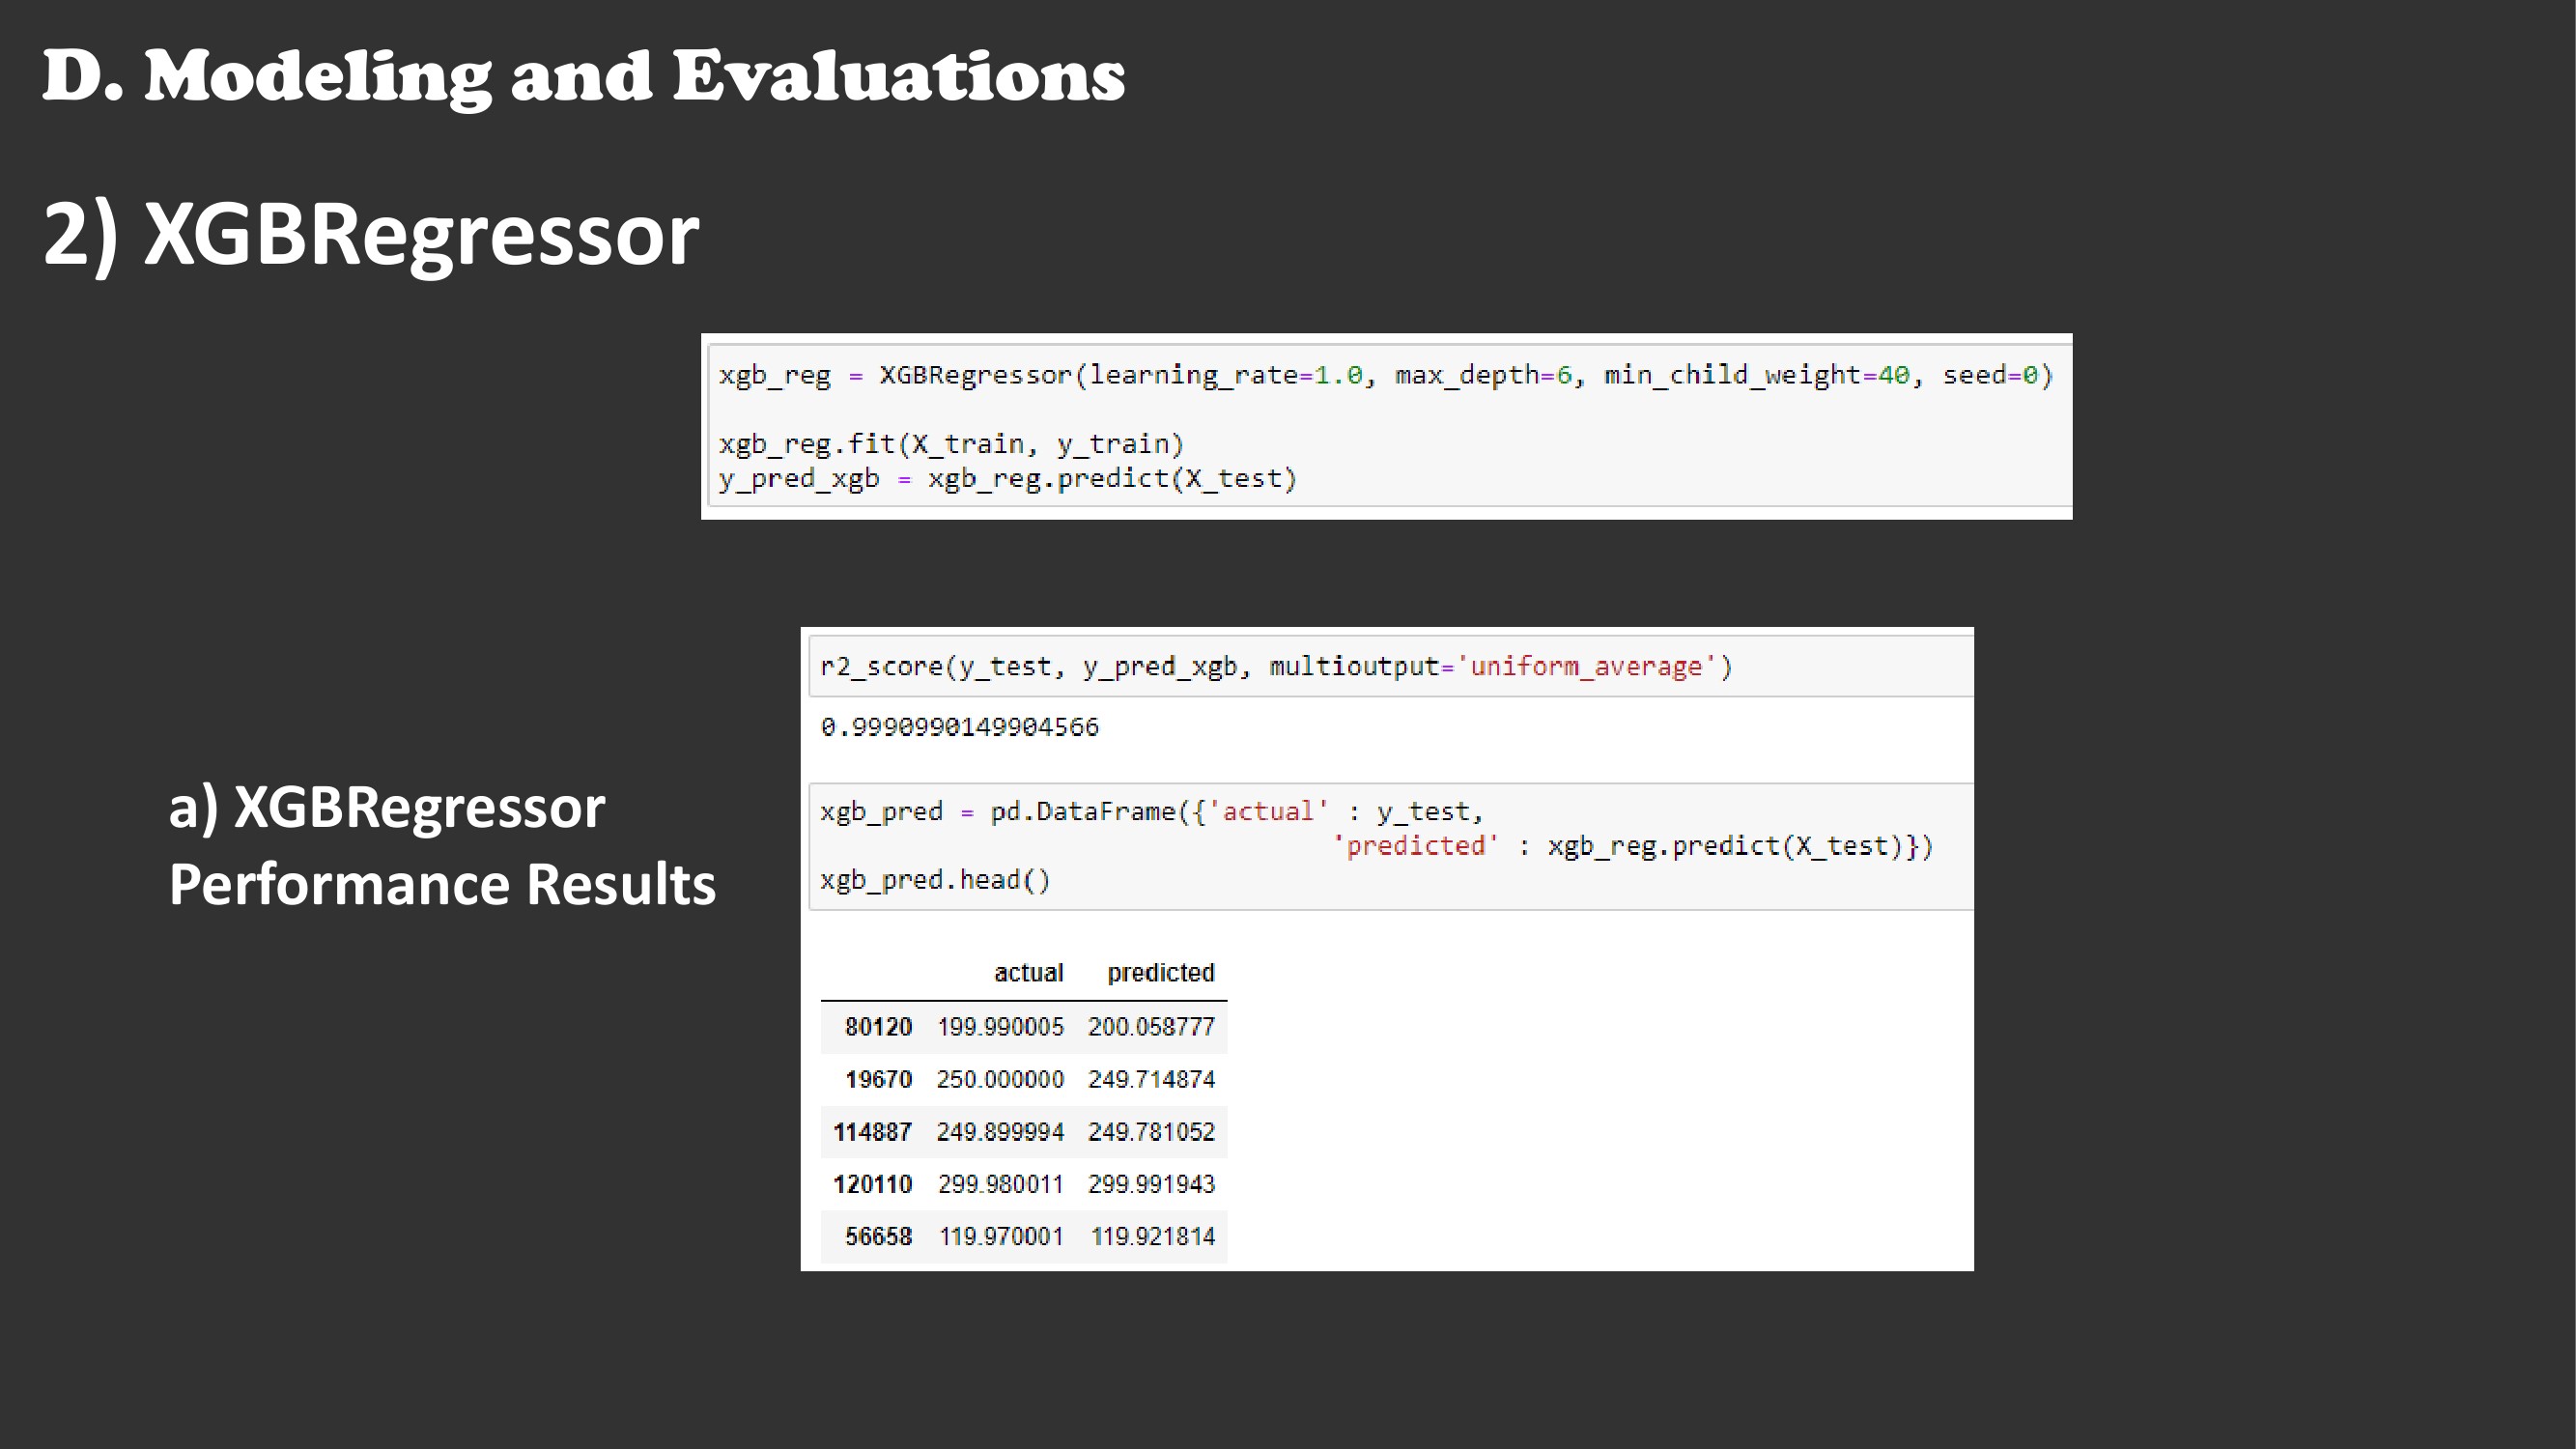 D. Modeling and Evaluations
2) XGBRegressor
xgb_reg = XGBRegressor(learning_rate=1.0, max_depth=6, min_child_weight=40, seed=0)
xgb_reg.fit(X_train, y_train)
y_pred_xgb = xgb_reg.predict(X_test)
a) XGBRegressor
Performance Results
r2_score(y_test, y_pred_xgb, multioutput='uniform_average')
0.9990990149904566
xgb_pred = pd.DataFrame({'actual' : y_test,
'predicted' : xgb_reg.predict(X_test)})
xgb_pred.head()
actual predicted
80120 199.990005 200.058777
19670 250.000000 249.714874
114887 249.899994 249.781052
120110 299.980011 299.991943
56658 119.970001 119.921814